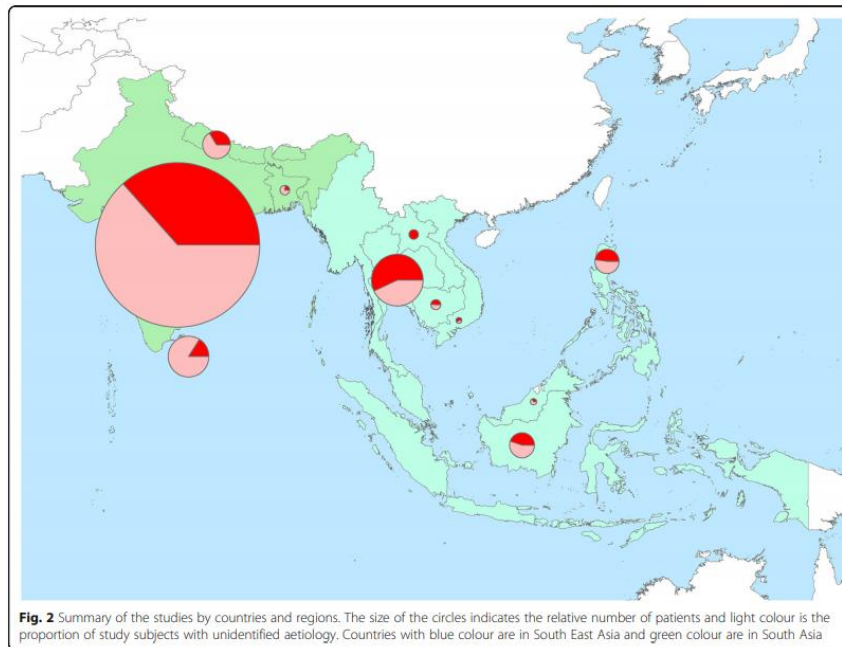 Fig. 2 Summary of the studies by countries and regions. The size of the circles indicates the relative number of patients and light colour is the
proportion of study subjects with unidentified aetiology. Countries with blue colour are in South East Asia and green colour are in South Asia